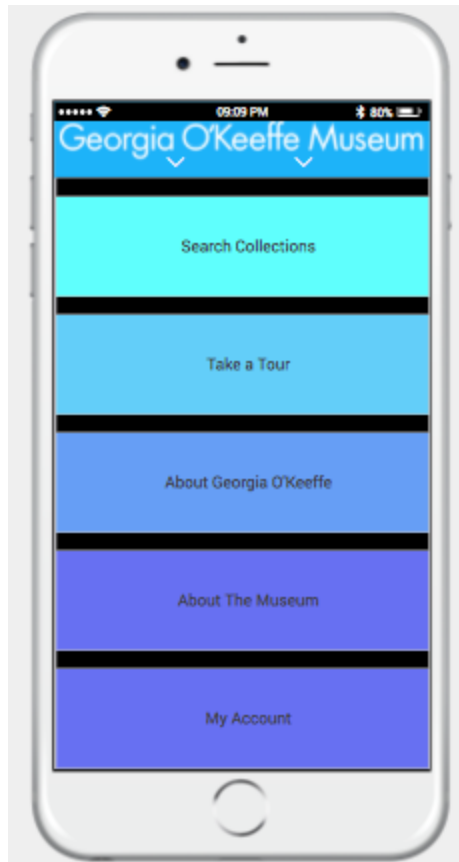 09:09 PM
80%
Georgia O'Keeffe Museum
Search Collections
Take a Tour
About Georgia O'Keeffe
About The Museum
My Account